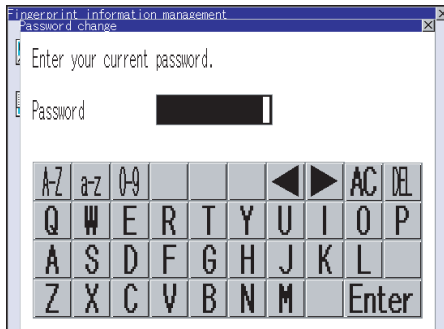 Fingerprint information management
Password change
Enter your current password.
Password
A-Z a-z 0-9 ◀ ▶ AC DEL
Q W E R T Y U I O P
A S D F G H J K L
Z X C V B N M Enter